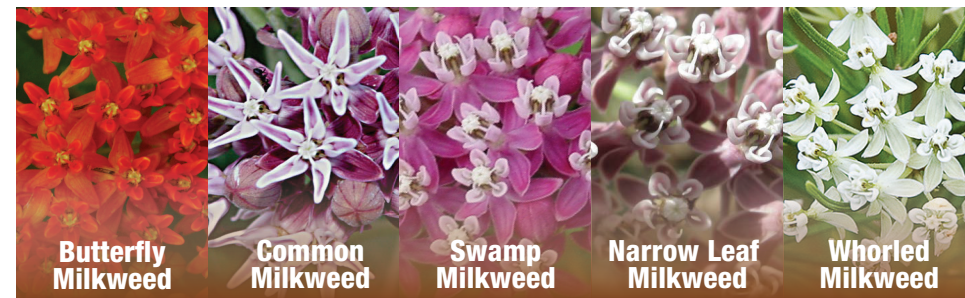 Butterfly
Milkweed
Common
Milkweed
Swamp
Milkweed
Narrow Leaf
Milkweed
Whorled
Milkweed